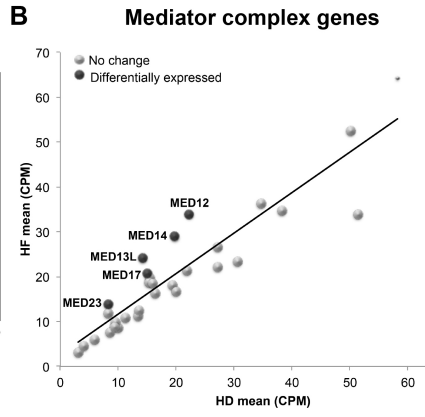 B
Mediator complex genes
No change
Differentially expressed
HF mean (CPM)
70
60
50
40
30
20
10
0
MED12
MED14
MED13L
MED17
MED23
0 10 20 30 40 50 60
HD mean (CPM)